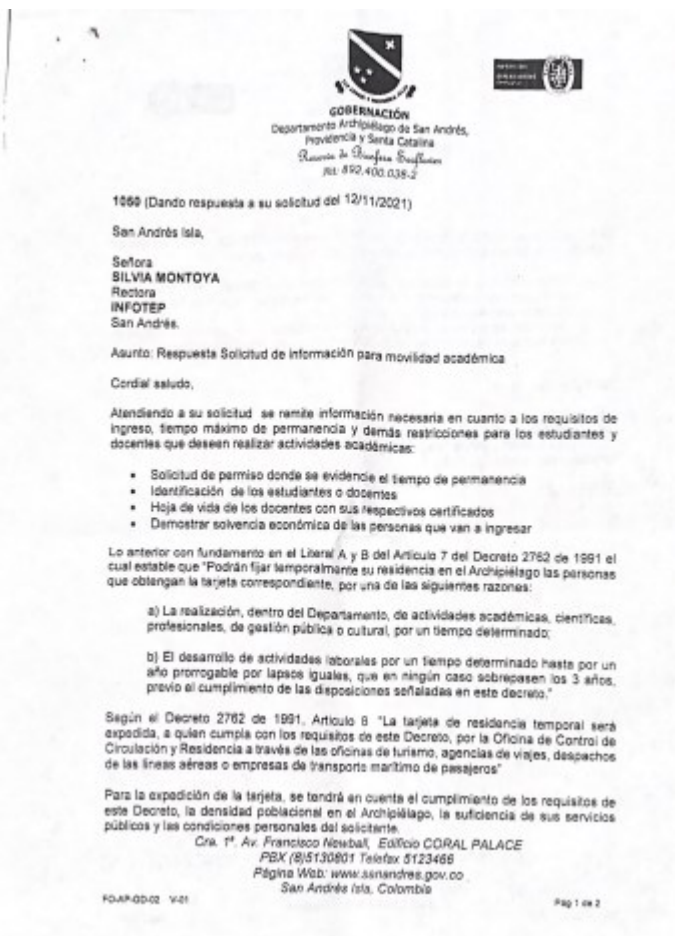 GOBERNACIÓN
Departamento Archipiélago de San Andrés,
Providencia y Santa Catalina
Reserva de Biosfera Seaflower
Nit: 892.400.038-2
1060 (Dando respuesta a su solicitud del 12/11/2021)
San Andrés Isla,
Señora
SILVIA MONTOYA
Rectora
INFOTEP
San Andrés.
Asunto: Respuesta Solicitud de información para movilidad académica
Cordial saludo,
Atendiendo a su solicitud se remite información necesaria en cuanto a los requisitos de
ingreso, tiempo máximo de permanencia y demás restricciones para los estudiantes y
docentes que deseen realizar actividades académicas:
• Solicitud de permiso donde se evidencie el tiempo de permanencia
• Identificación de los estudiantes o docentes
• Hoja de vida de los docentes con sus respectivos certificados
• Demostrar solvencia económica de las personas que van a ingresar
Lo anterior con fundamento en el Literal A y B del Articulo 7 del Decreto 2762 de 1991 el
cual estable que "Podrán fijar temporalmente su residencia en el Archipiélago las personas
que obtengan la tarjeta correspondiente, por una de las siguientes razones:
a) La realización, dentro del Departamento, de actividades académicas, científicas,
profesionales, de gestión pública o cultural, por un tiempo determinado;
b) El desarrollo de actividades laborales por un tiempo determinado hasta por un
año prorrogable por lapsos iguales, que en ningún caso sobrepasen los 3 años,
previo el cumplimiento de las disposiciones señaladas en este decreto."
Según el Decreto 2762 de 1991, Articulo 8 "La tarjeta de residencia temporal será
expedida, a quien cumpla con los requisitos de este Decreto, por la Oficina de Control de
Circulación y Residencia a través de las oficinas de turismo, agencias de viajes, despachos
de las líneas aéreas o empresas de transporte marítimo de pasajeros"
Para la expedición de la tarjeta, se tendrá en cuenta el cumplimiento de los requisitos de
este Decreto, la densidad poblacional en el Archipiélago, la suficiencia de sus servicios
públicos y las condiciones personales del solicitante.
Cra. 1ª. Av. Francisco Newball, Edificio CORAL PALACE
PBX (8)5130801 Telefax 5123466
Página Web: www.sanandres.gov.co
San Andrés Isla, Colombia
FO-AP-GD-02 V-01
Pág 1 de 2